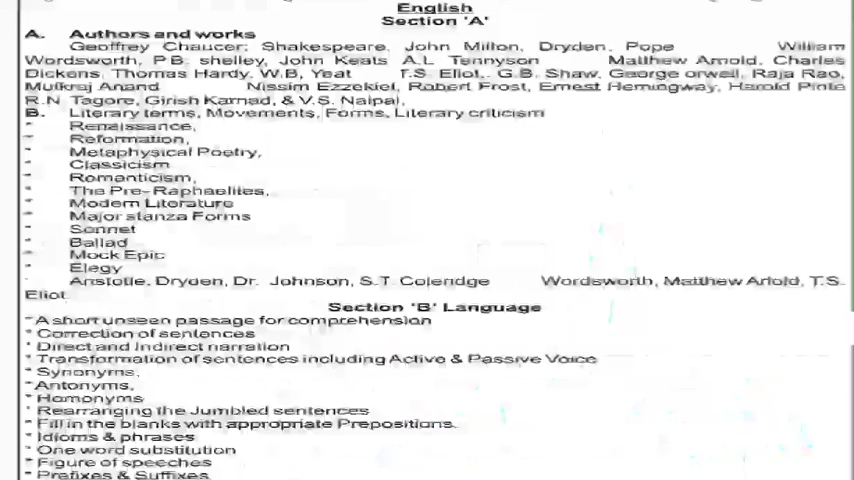 English
Section 'A'
A. Authors and works
Geoffrey Chaucer; Shakespeare, John Milton, Dryden, Pope William
Wordsworth, P.B. shelley, John Keats A.L Tennyson Matthew Arnold, Charles
Dickens, Thomas Hardy, W.B, Yeat T.S. Eliot,. G.B. Shaw, George orwell, Raja Rao,
Mulkraj Anand Nissim Ezzekiel, Robert Frost, Ernest Hemingway, Harold Pinte
R.N Tagore, Girish Karnad, & V.S. Naipal,
B. Literary terms, Movements, Forms, Literary criticism
* Renaissance,
* Reformation,
* Metaphysical Poetry,
* Classicism
* Romanticism,
* The Pre-Raphaelites,
* Modern Literature
* Major stanza Forms
* Sonnet
* Ballad
* Mock Epic
* Elegy
Aristotle, Dryden, Dr. Johnson, S.T Coleridge Wordsworth, Matthew Arlold, T.S.
Eliot
Section 'B' Language
* A short unseen passage for comprehension
* Correction of sentences
* Direct and Indirect narration
* Transformation of sentences including Active & Passive Voice
* Synonyms,
* Antonyms,
* Homonyms
* Rearranging the Jumbled sentences
* Fill in the blanks with appropriate Prepositions.
* Idioms & phrases
* One word substitution
* Figure of speeches
* Prefixes & Suffixes